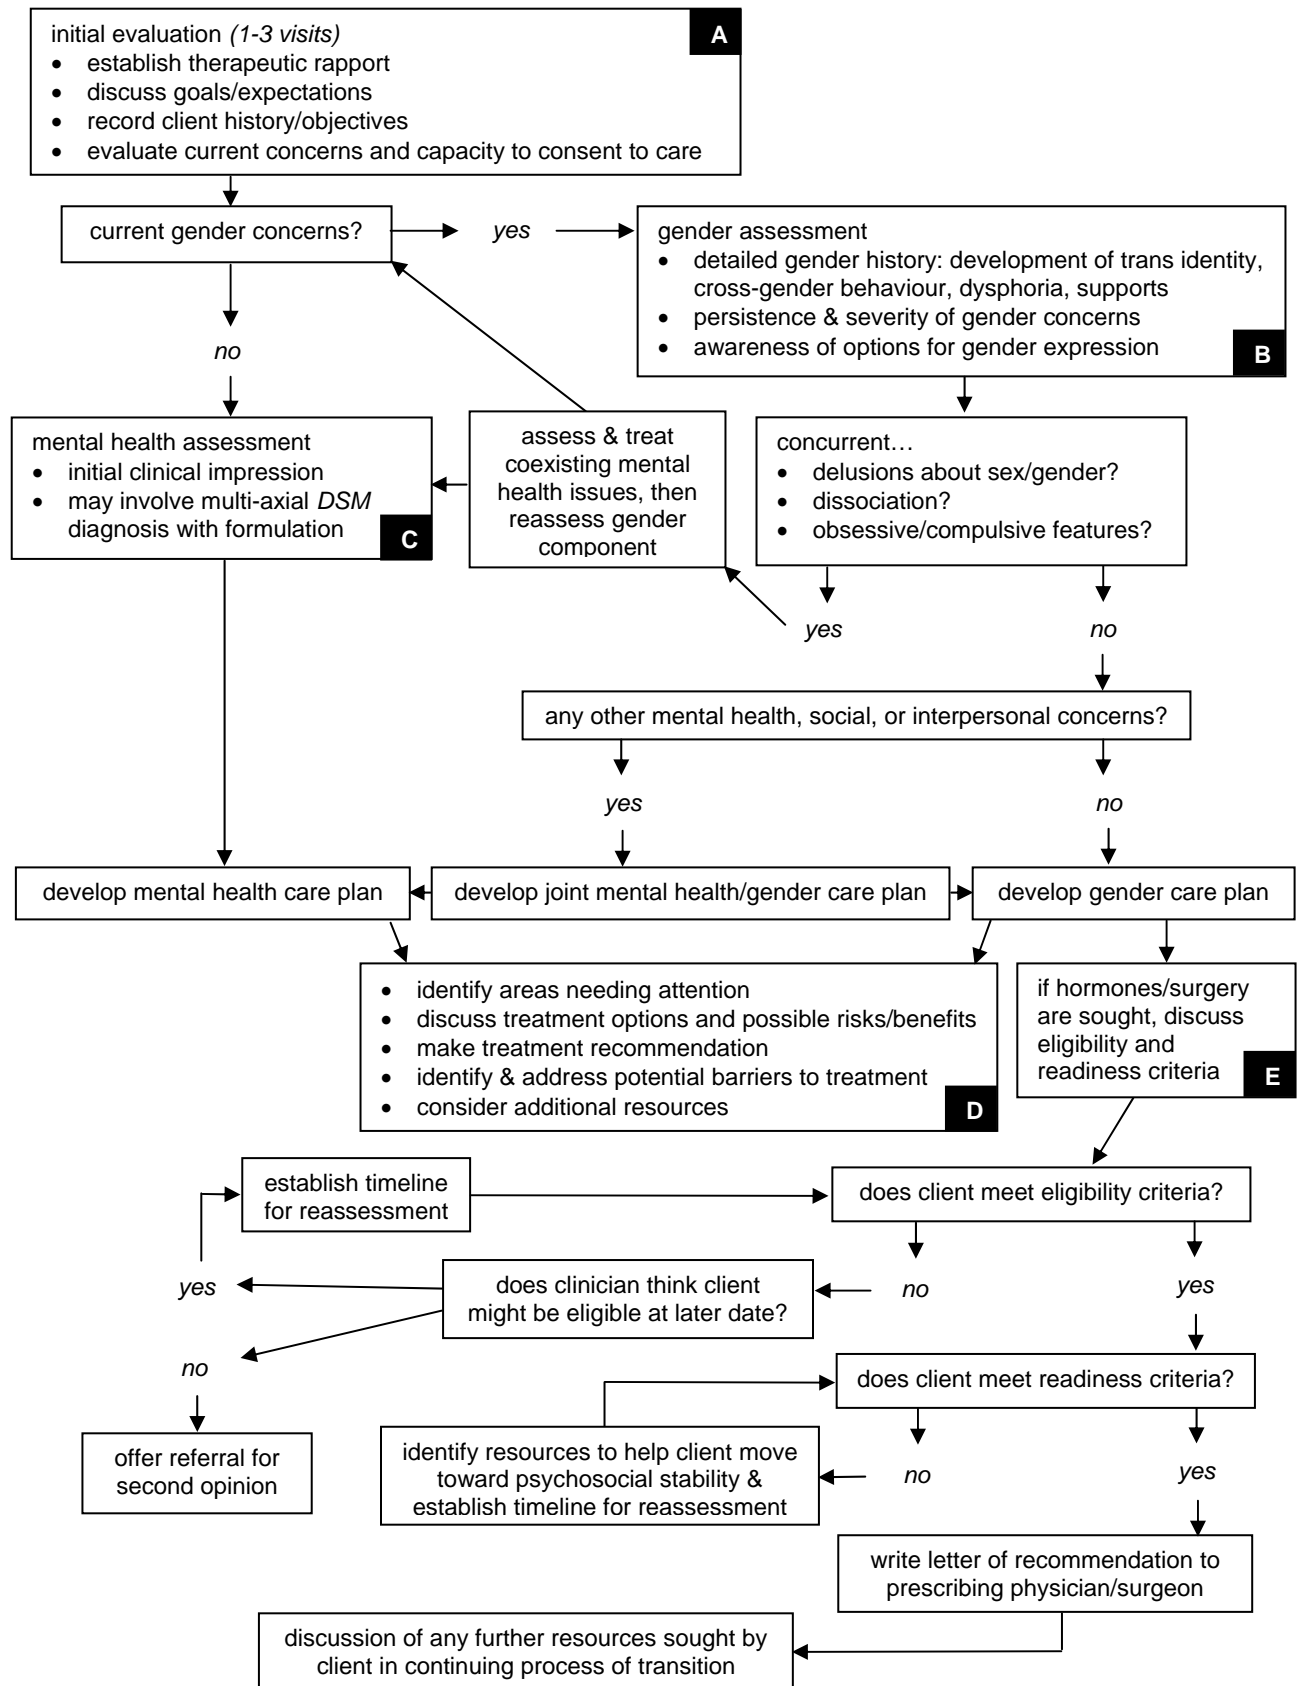 initial evaluation (1-3 visits)
A
• establish therapeutic rapport
• discuss goals/expectations
• record client history/objectives
• evaluate current concerns and capacity to consent to care
current gender concerns?
yes
gender assessment
• detailed gender history: development of trans identity,
cross-gender behaviour, dysphoria, supports
• persistence & severity of gender concerns
• awareness of options for gender expression
B
no
mental health assessment
• initial clinical impression
• may involve multi-axial DSM
diagnosis with formulation
C
assess & treat
coexisting mental
health issues, then
reassess gender
component
concurrent…
• delusions about sex/gender?
• dissociation?
• obsessive/compulsive features?
yes
no
any other mental health, social, or interpersonal concerns?
yes
no
develop mental health care plan
develop joint mental health/gender care plan
develop gender care plan
• identify areas needing attention
• discuss treatment options and possible risks/benefits
• make treatment recommendation
• identify & address potential barriers to treatment
• consider additional resources
D
if hormones/surgery
are sought, discuss
eligibility and
readiness criteria
E
establish timeline
for reassessment
does client meet eligibility criteria?
yes
does clinician think client
might be eligible at later date?
no
yes
no
does client meet readiness criteria?
offer referral for
second opinion
identify resources to help client move
toward psychosocial stability &
establish timeline for reassessment
no
yes
write letter of recommendation to
prescribing physician/surgeon
discussion of any further resources sought by
client in continuing process of transition